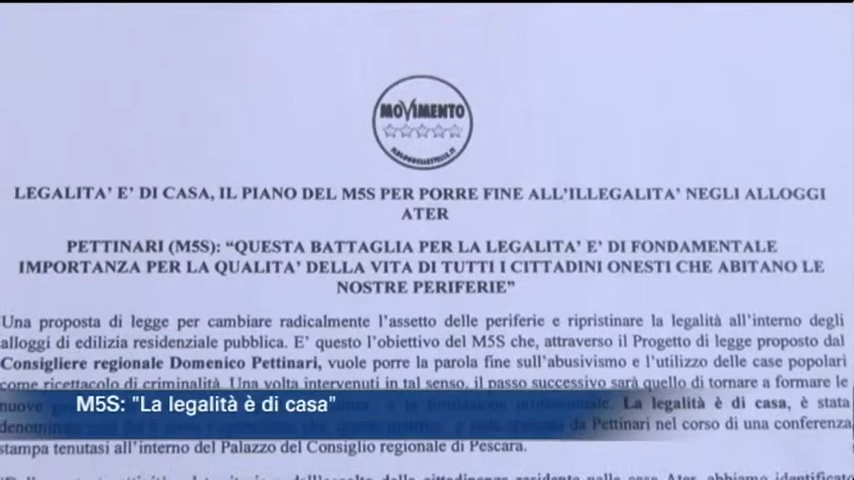 MOVIMENTO
LEGALITA' E' DI CASA, IL PIANO DEL M5S PER PORRE FINE ALL'ILLEGALITA' NEGLI ALLOGGI
ATER
PETTINARI (M5S): “QUESTA BATTAGLIA PER LA LEGALITA' E' DI FONDAMENTALE
IMPORTANZA PER LA QUALITA' DELLA VITA DI TUTTI I CITTADINI ONESTI CHE ABITANO LE
NOSTRE PERIFERIE”
Una proposta di legge per cambiare radicalmente l'assetto delle periferie e ripristinare la legalità all'interno degli
alloggi di edilizia residenziale pubblica. E' questo l'obiettivo del M5S che, attraverso il Progetto di legge proposto dal
Consigliere regionale Domenico Pettinari, vuole porre la parola fine sull'abusivismo e l'utilizzo delle case popolari
come ricettacolo di criminalità. Una volta intervenuti in tal senso, il passo successivo sarà quello di tornare a formare le
nuove La legalità è di casa, è stata
M5S: "La legalità è di casa"
da Pettinari nel corso di una conferenza
stampa tenutasi all'interno del Palazzo del Consiglio regionale di Pescara.